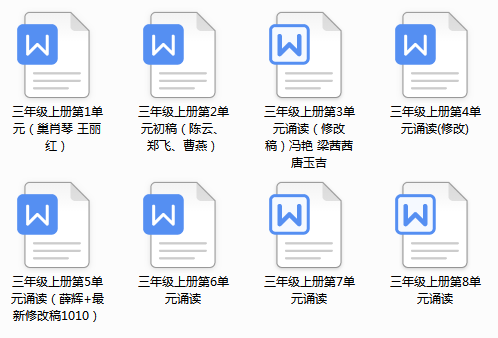 三年级上册第1单
元（巢肖琴 王丽
红）
三年级上册第2单
元初稿（陈云、
郑飞、曹燕）
三年级上册第3单
元诵读（修改
稿）冯艳 梁茜茜
唐玉吉
三年级上册第4单
元诵读(修改)
三年级上册第5单
元诵读（薛辉+最
新修改稿1010）
三年级上册第6单
元诵读
三年级上册第7单
元诵读
三年级上册第8单
元诵读